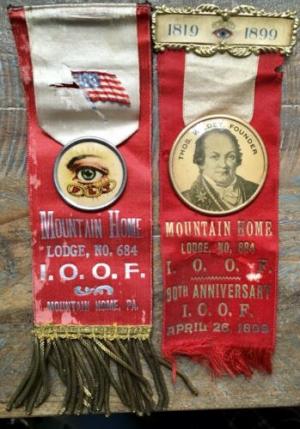 MOUNTAIN HOME
LODGE, NO. 684
I. O. O. F.
MOUNTAIN HOME, PA.
1819 1899
THOS. WILDEY, FOUNDER
MOUNTAIN HOME
LODGE, NO. 684
I. O. O. F.
80TH ANNIVERSARY
I. O. O. F.
APRIL 26, 1899